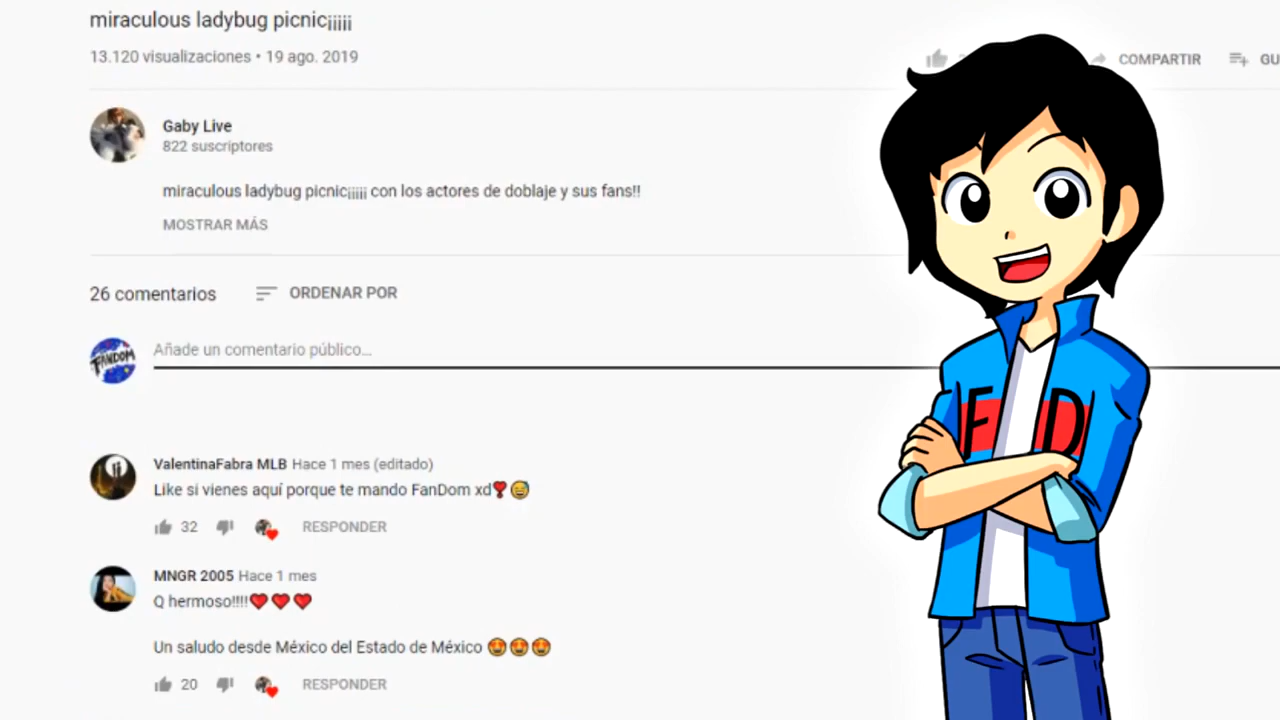 miraculous ladybug picnic¡¡¡¡¡
13.120 visualizaciones • 19 ago. 2019
COMPARTIR
GU
Gaby Live
822 suscriptores
miraculous ladybug picnic¡¡¡¡¡ con los actores de doblaje y sus fans!!
MOSTRAR MÁS
26 comentarios
ORDENAR POR
FANDOM
Añade un comentario público...
F D
ValentinaFabra MLB Hace 1 mes (editado)
Like si vienes aquí porque te mando FanDom xd❣😅
32
RESPONDER
MNGR 2005 Hace 1 mes
Q hermoso!!!!❤❤❤
Un saludo desde México del Estado de México 🤩🤩🤩
20
RESPONDER